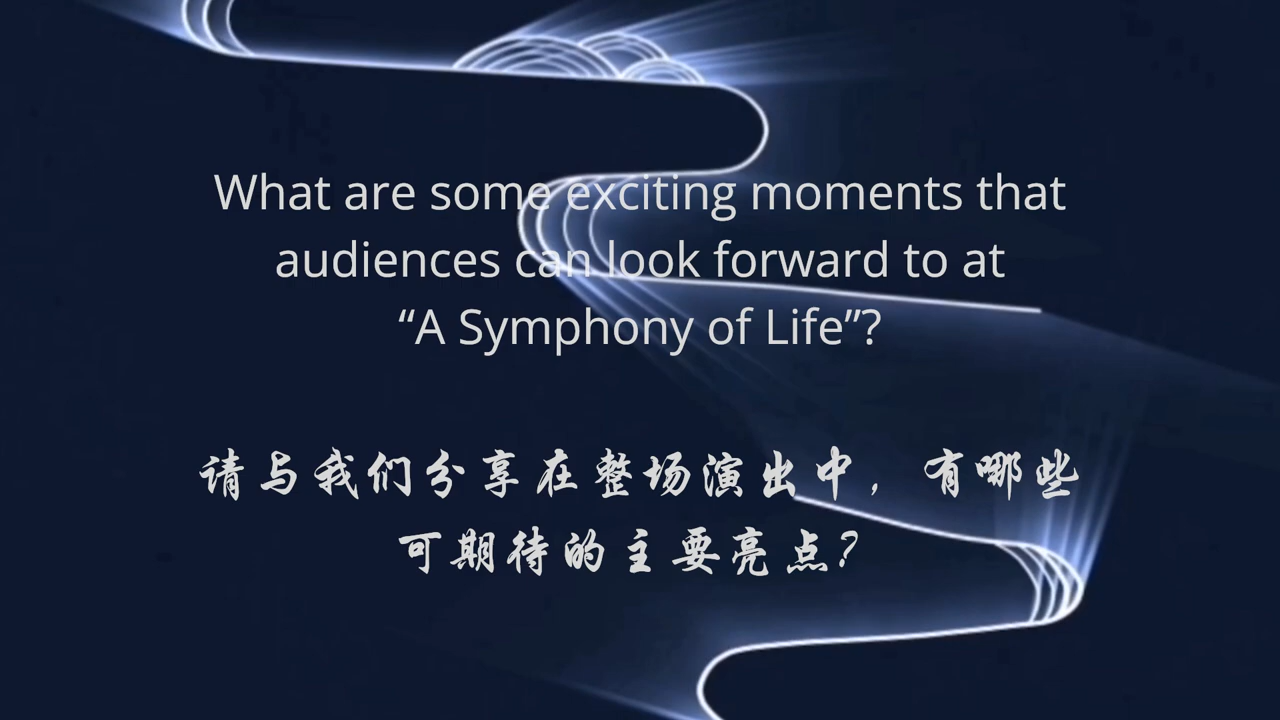 What are some exciting moments that
audiences can look forward to at
“A Symphony of Life”?
请与我们分享在整场演出中，有哪些
可期待的主要亮点？